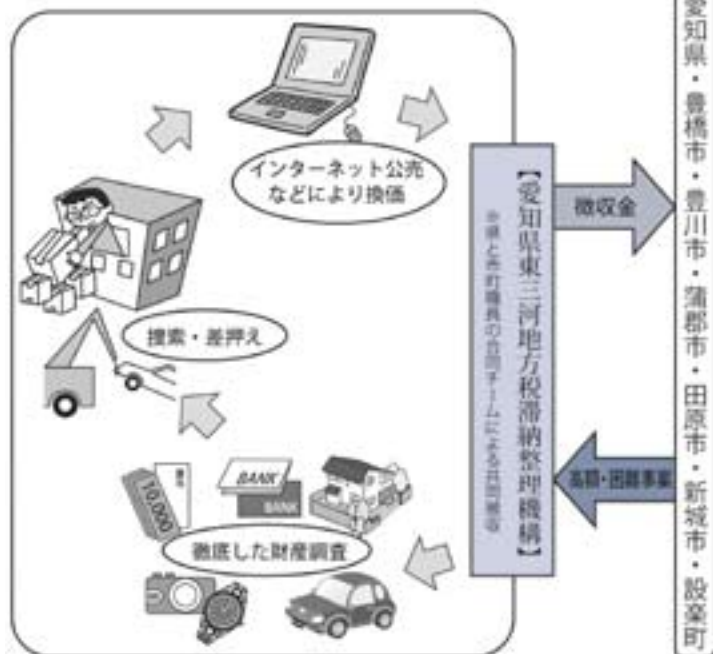 インターネット公売
などにより換価
捜索・差押え
10,000
BANK
BANK
徹底した財産調査
【愛知県東三河地方税滞納整理機構】
※県と市町職員の合同チームによる共同徴収
徴収金
高額・困難事案
愛知県・豊橋市・豊川市・蒲郡市・田原市・新城市・設楽町